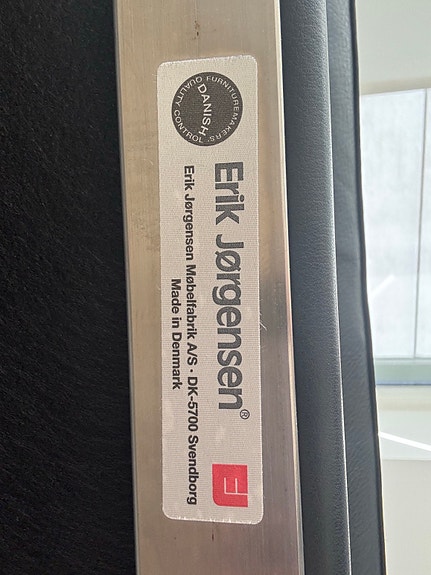 DANISH
FURNITUREMAKERS'
QUALITY CONTROL
Erik Jørgensen®
Erik Jørgensen Møbelfabrik A/S · DK-5700 Svendborg
Made in Denmark
EJ